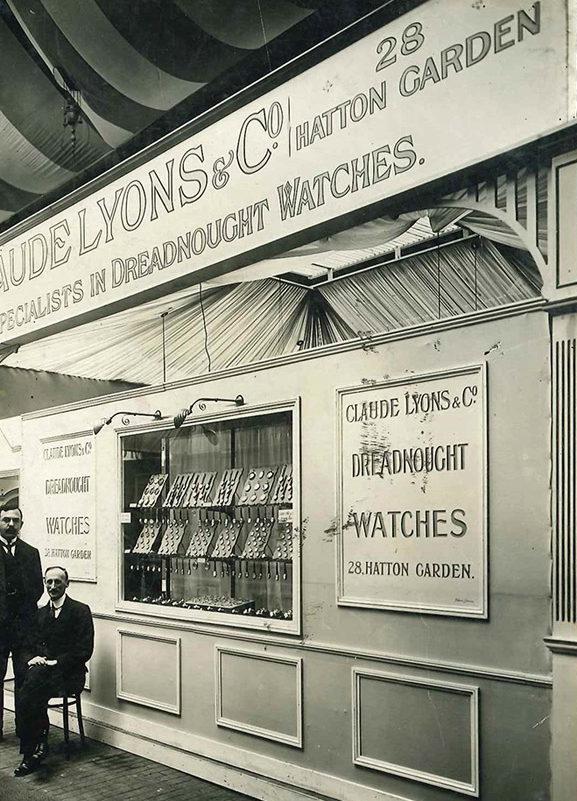 LAUDE LYONS & Cº
28
HATTON GARDEN
SPECIALISTS IN DREADNOUGHT WATCHES.
CLAUDE LYONS & Cº
DREADNOUGHT
WATCHES
28, HATTON GARDEN
CLAUDE LYONS & Cº
DREADNOUGHT
WATCHES
28, HATTON GARDEN.